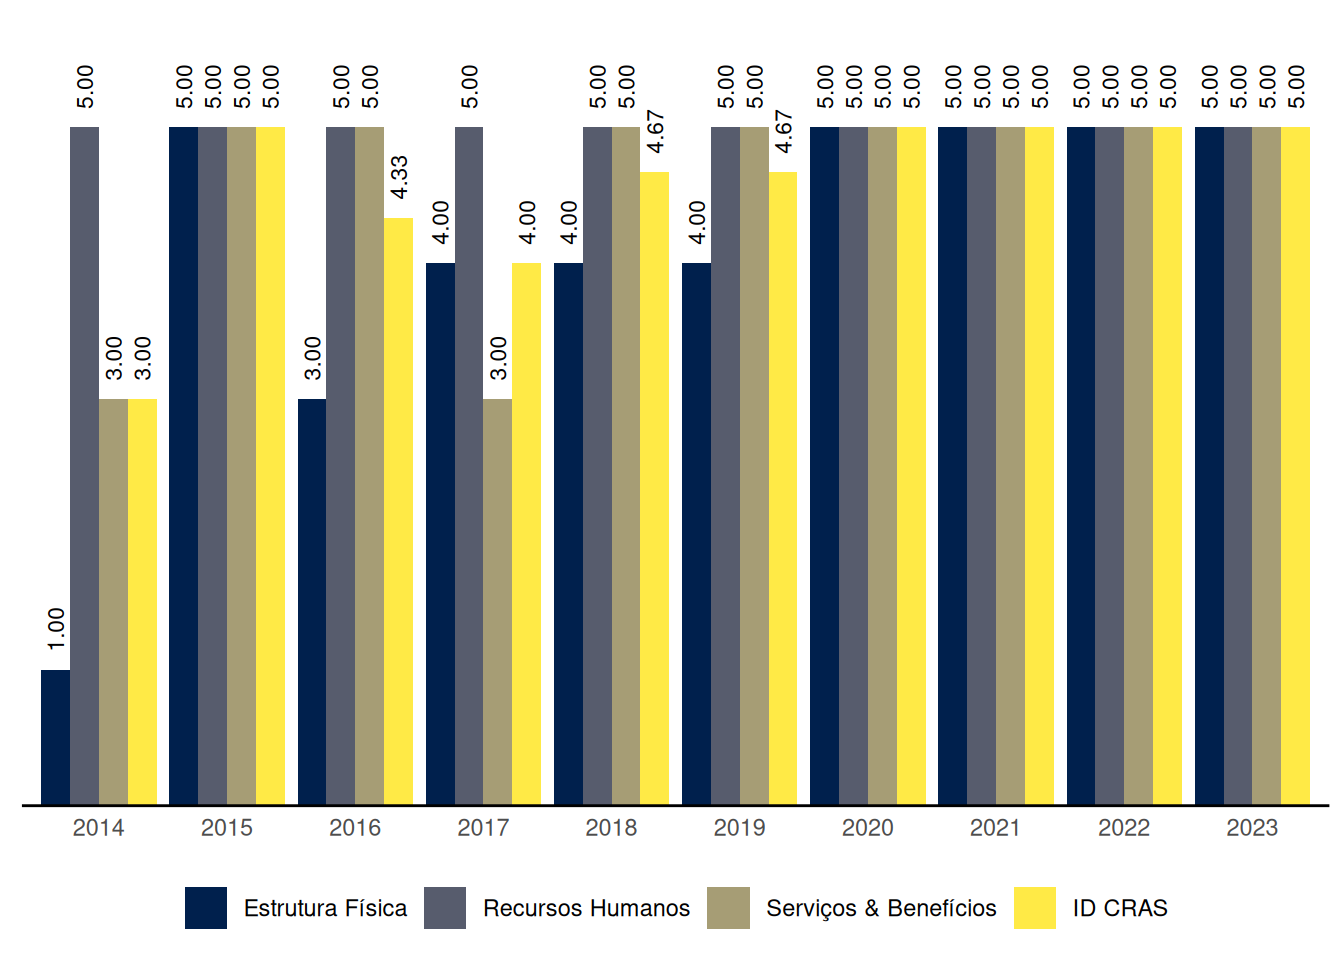 5.00 5.00 5.00 5.00 5.00 5.00 5.00 5.00 5.00 5.00 5.00 5.00 5.00 5.00 5.00 5.00 5.00 5.00 5.00 5.00 5.00 5.00 5.00 5.00 5.00 5.00 5.00 5.00
4.67 4.67
4.33
4.00 4.00 4.00 4.00
3.00 3.00 3.00 3.00
1.00
2014 2015 2016 2017 2018 2019 2020 2021 2022 2023
Estrutura Física Recursos Humanos Serviços & Benefícios ID CRAS